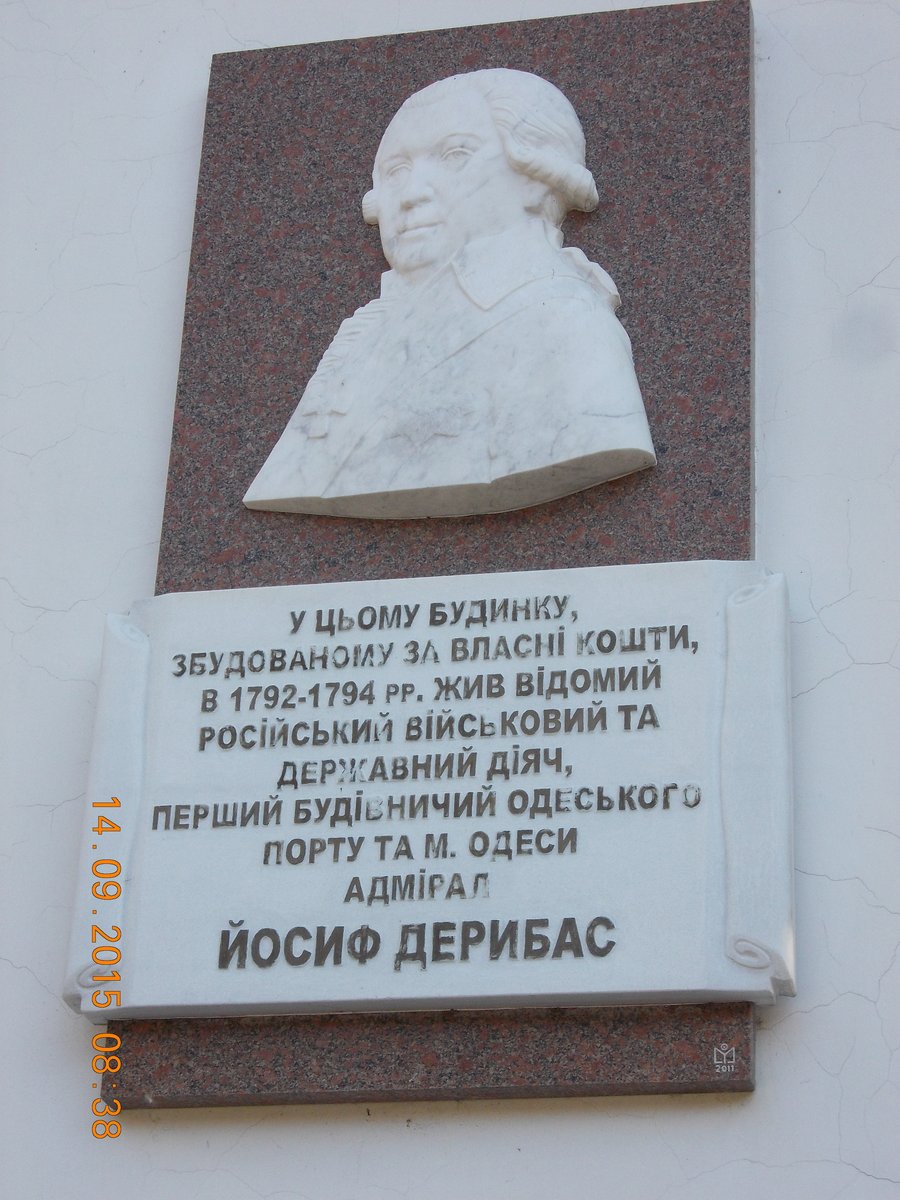 У ЦЬОМУ БУДИНКУ,
ЗБУДОВАНОМУ ЗА ВЛАСНІ КОШТИ,
В 1792-1794 РР. ЖИВ ВІДОМИЙ
РОСІЙСЬКИЙ ВІЙСЬКОВИЙ ТА
ДЕРЖАВНИЙ ДІЯЧ,
ПЕРШИЙ БУДІВНИЧИЙ ОДЕСЬКОГО
ПОРТУ ТА М. ОДЕСИ
АДМІРАЛ
ЙОСИФ ДЕРИБАС
2011
14.09.2015 08:38